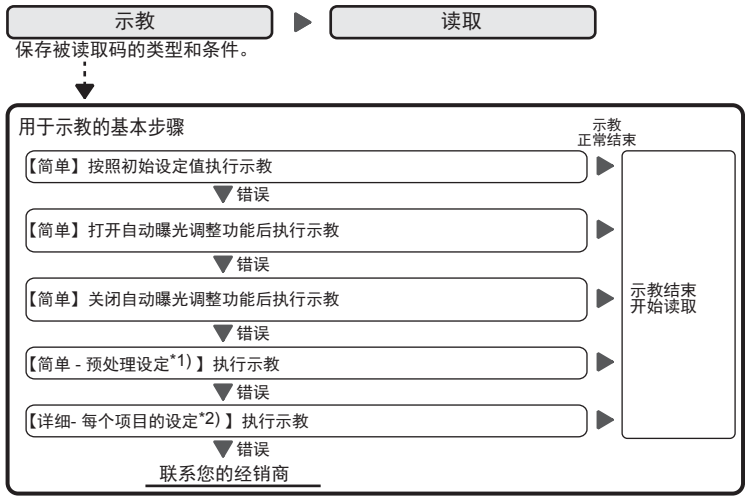 示教
读取
保存被读取码的类型和条件。
用于示教的基本步骤
示教
正常结束
【简单】按照初始设定值执行示教
错误
【简单】打开自动曝光调整功能后执行示教
错误
【简单】关闭自动曝光调整功能后执行示教
错误
【简单 - 预处理设定*1) 】执行示教
错误
【详细- 每个项目的设定*2) 】执行示教
错误
联系您的经销商
示教结束
开始读取